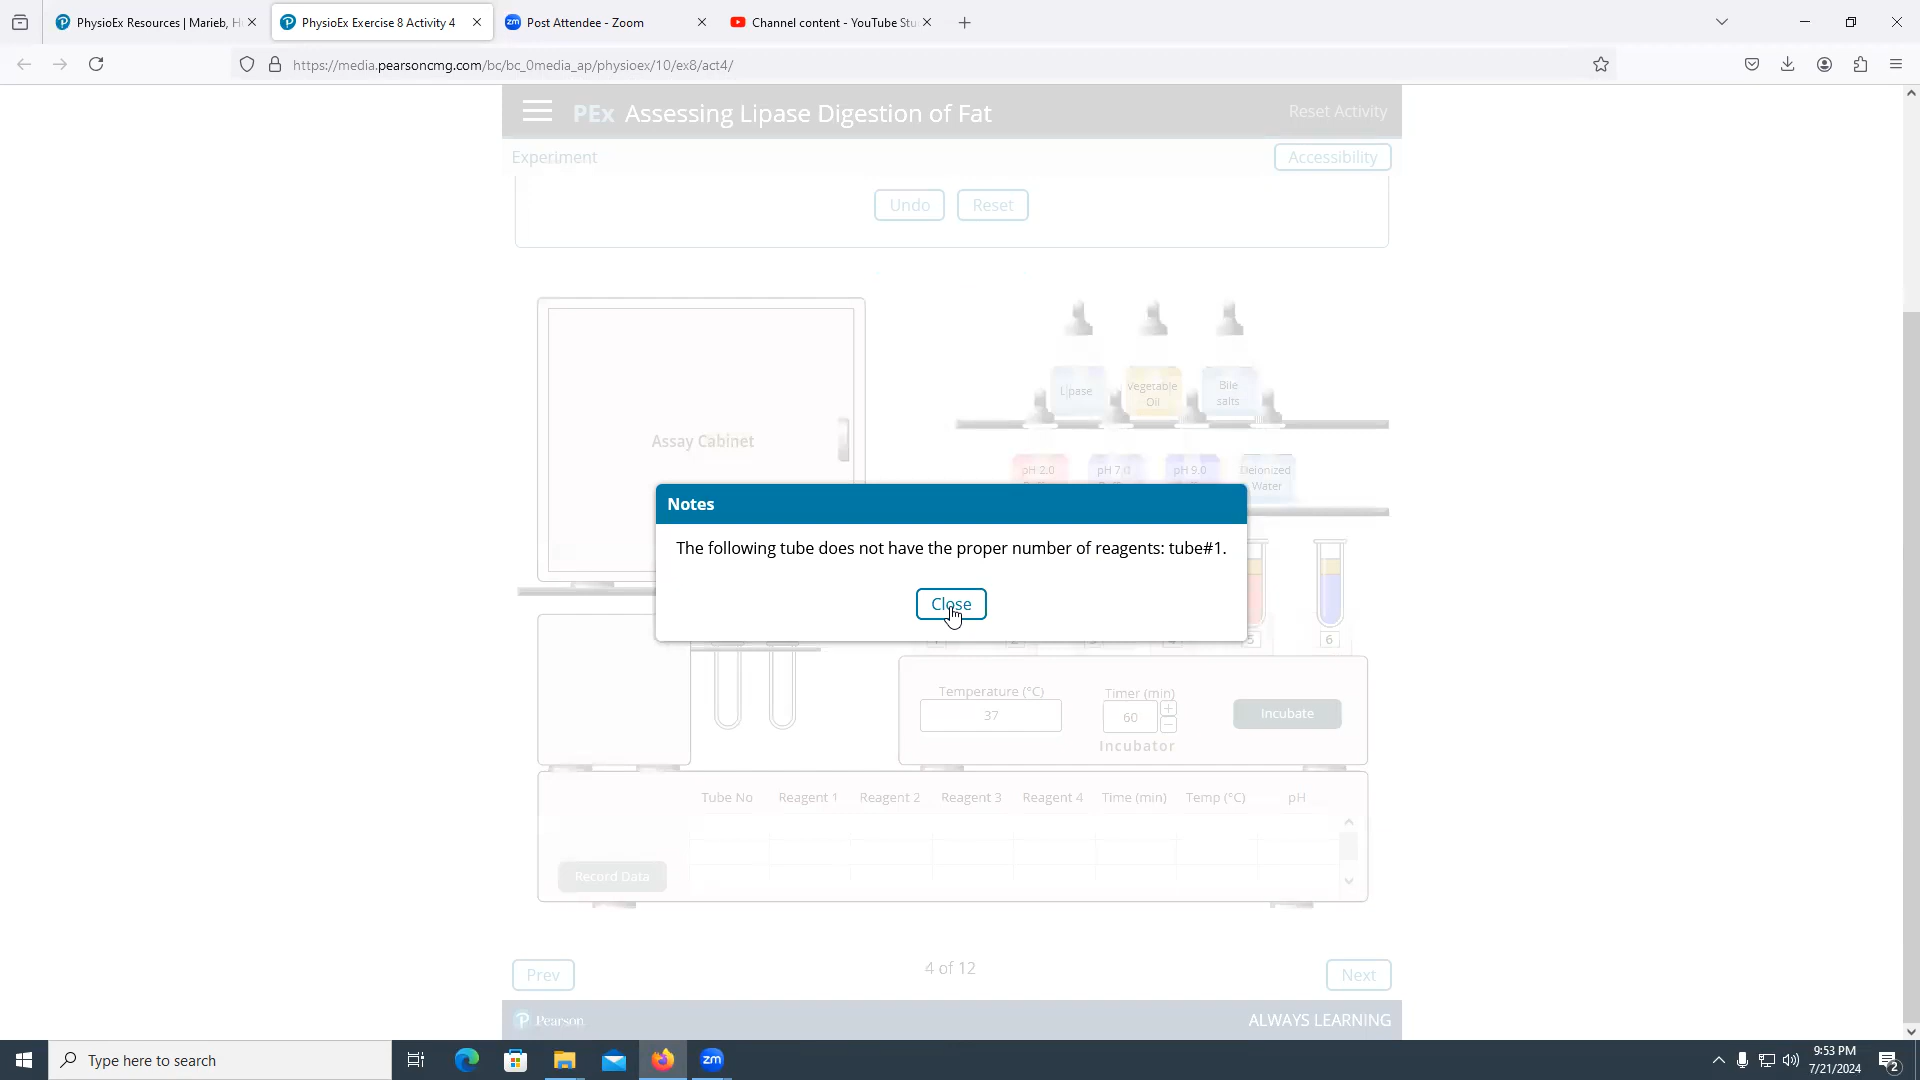 PhysioEx Resources | Marieb, H
PhysioEx Exercise 8 Activity 4
zm Post Attendee - Zoom
Channel content - YouTube Stu
https://media.pearsoncmg.com/bc/bc_0media_ap/physioex/10/ex8/act4/
PEx Assessing Lipase Digestion of Fat
Reset Activity
Experiment
Accessibility
Undo
Reset
Lipase
Vegetable Oil
Bile salts
Assay Cabinet
pH 2.0
pH 7.0
pH 9.0
Deionized Water
Notes
The following tube does not have the proper number of reagents: tube#1.
Close
5
6
Temperature (°C)
37
Timer (min)
60
+
−
Incubate
Incubator
Tube No Reagent 1 Reagent 2 Reagent 3 Reagent 4 Time (min) Temp (°C) pH
Record Data
Prev
4 of 12
Next
P Pearson
ALWAYS LEARNING
Type here to search
zm
9:53 PM
7/21/2024
2